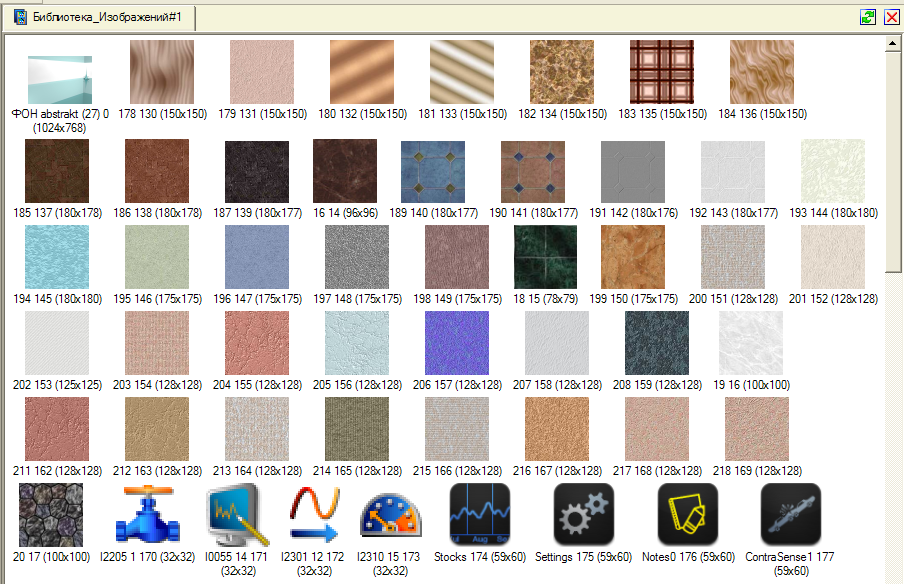 Библиотека_Изображений#1
ФОН abstrakt (27) 0
(1024x768)
178 130 (150x150)
179 131 (150x150)
180 132 (150x150)
181 133 (150x150)
182 134 (150x150)
183 135 (150x150)
184 136 (150x150)
185 137 (180x178)
186 138 (180x178)
187 139 (180x177)
16 14 (96x96)
189 140 (180x177)
190 141 (180x177)
191 142 (180x176)
192 143 (180x177)
193 144 (180x180)
194 145 (180x180)
195 146 (175x175)
196 147 (175x175)
197 148 (175x175)
198 149 (175x175)
18 15 (78x79)
199 150 (175x175)
200 151 (128x128)
201 152 (128x128)
202 153 (125x125)
203 154 (128x128)
204 155 (128x128)
205 156 (128x128)
206 157 (128x128)
207 158 (128x128)
208 159 (128x128)
19 16 (100x100)
211 162 (128x128)
212 163 (128x128)
213 164 (128x128)
214 165 (128x128)
215 166 (128x128)
216 167 (128x128)
217 168 (128x128)
218 169 (128x128)
20 17 (100x100)
I2205 1 170 (32x32)
I0055 14 171
(32x32)
I2301 12 172
(32x32)
I2310 15 173
(32x32)
Jul Aug
Stocks 174 (59x60)
Settings 175 (59x60)
Notes0 176 (59x60)
ContraSense1 177
(59x60)